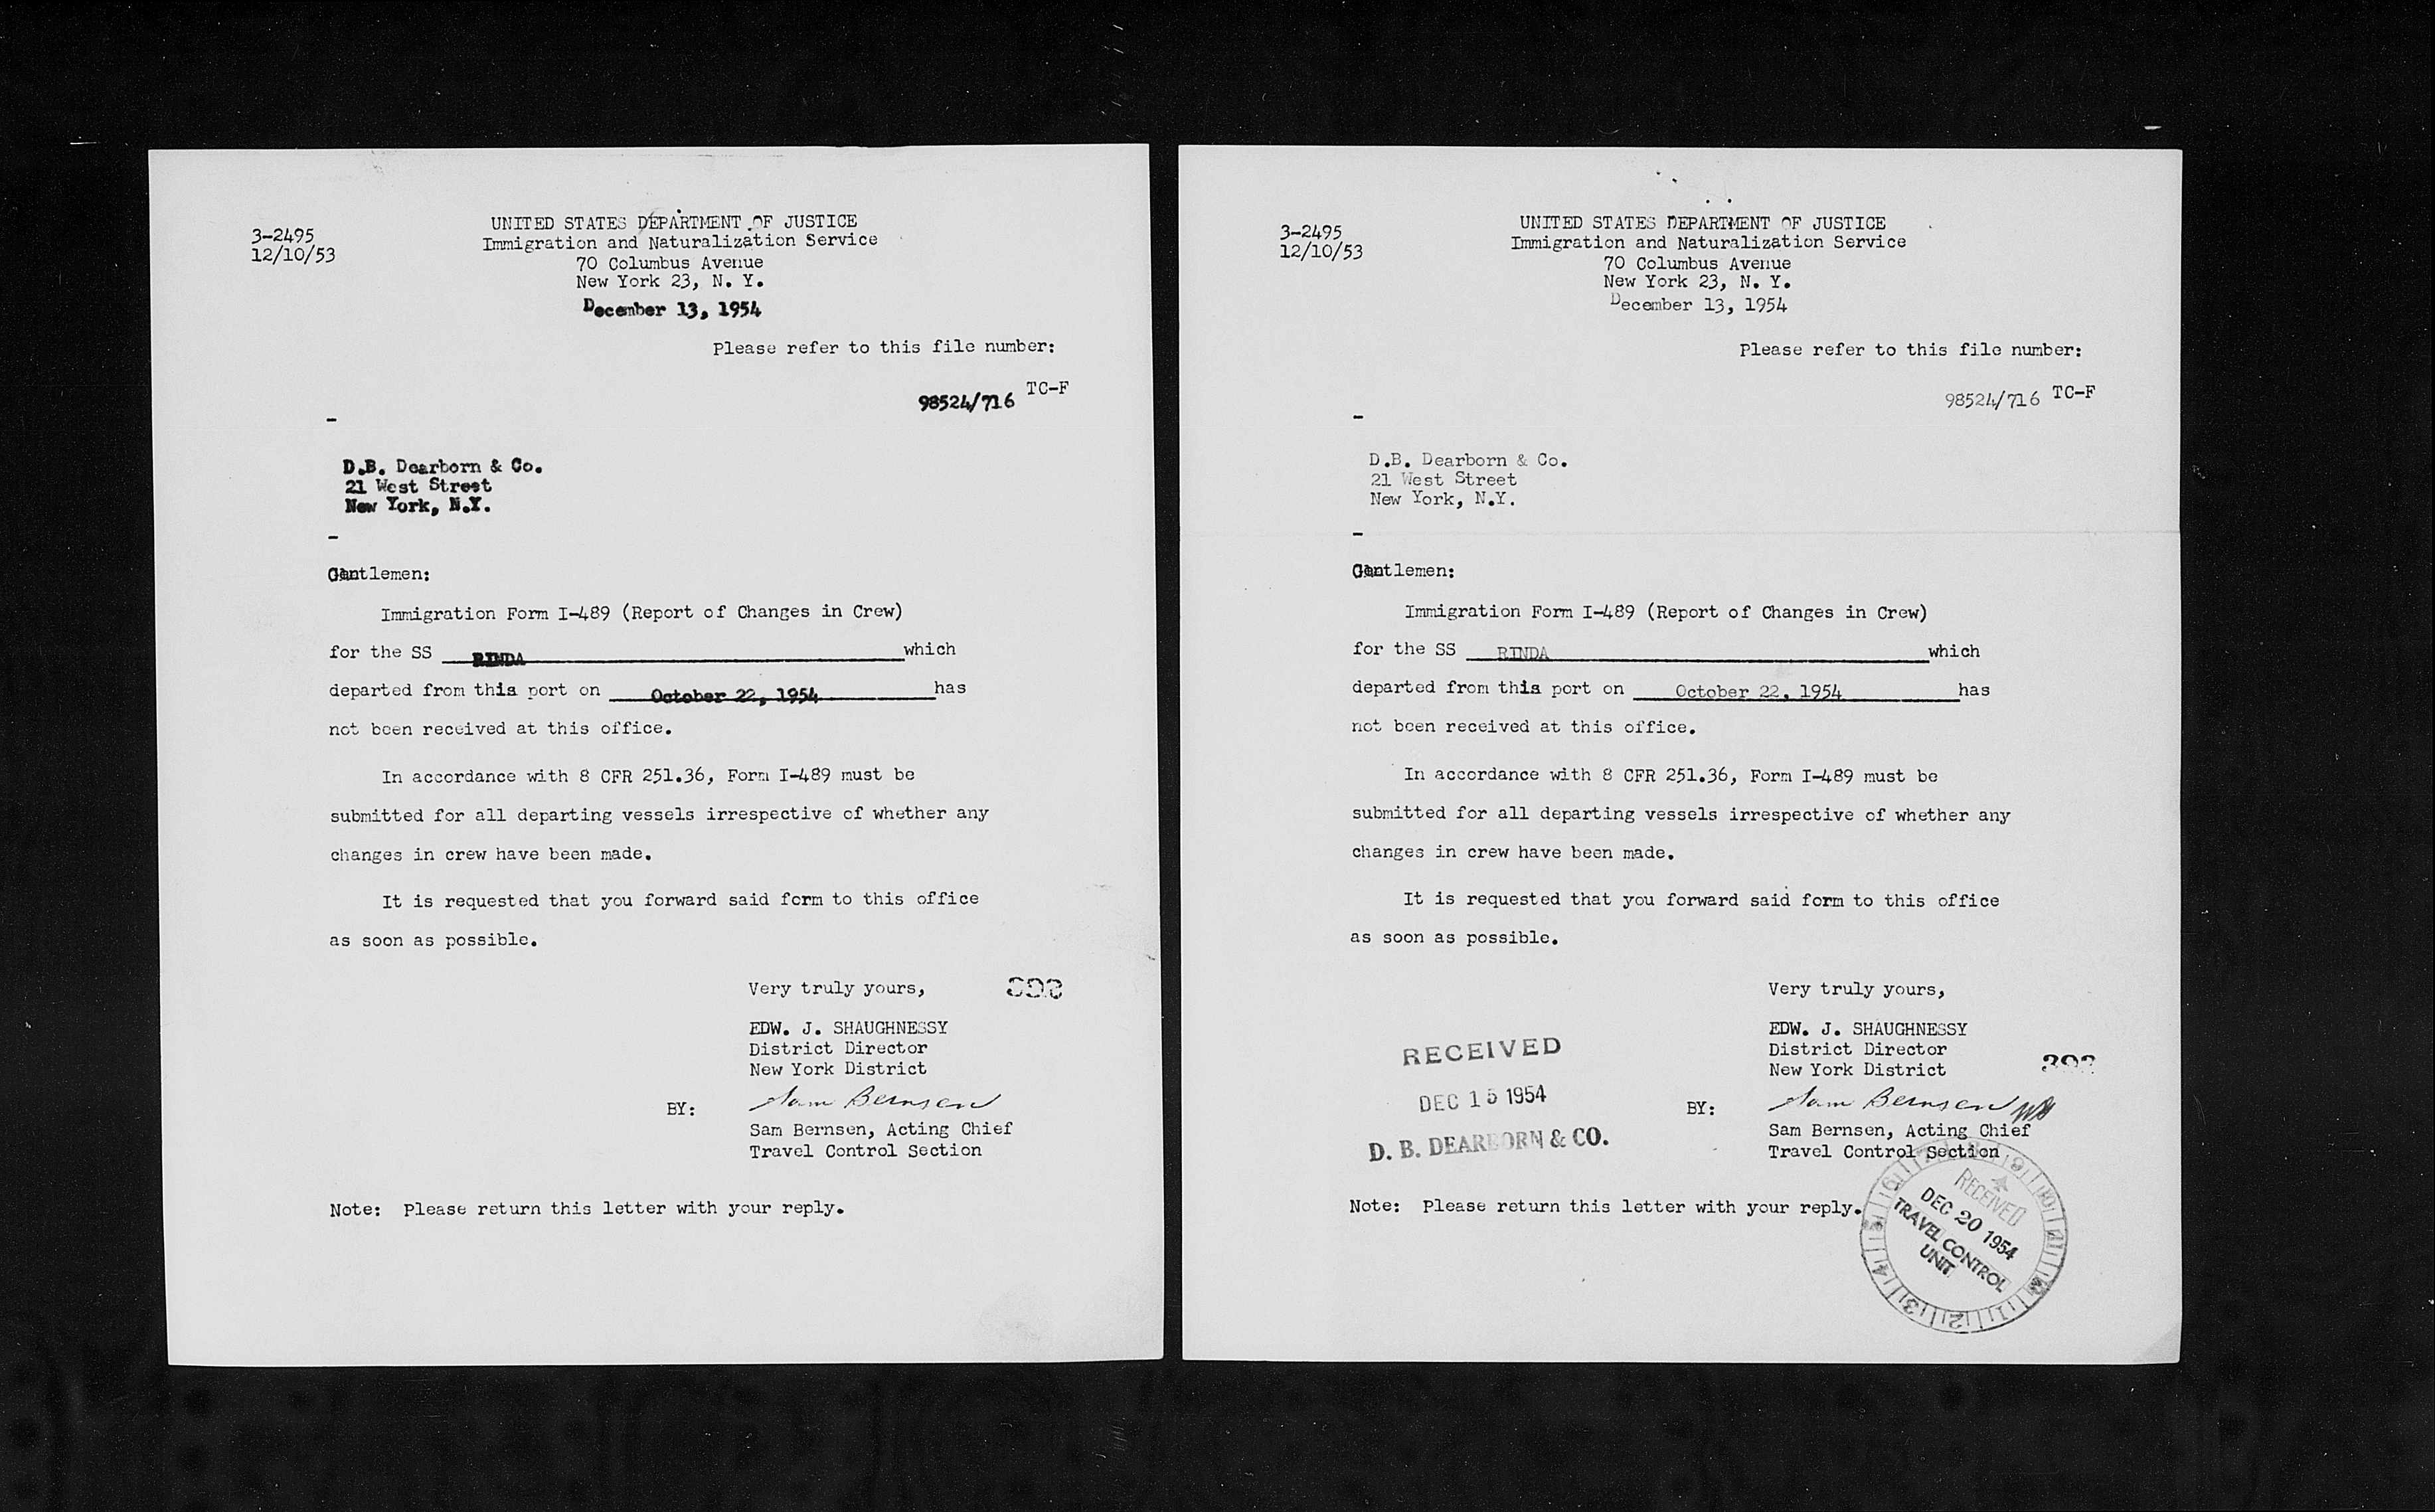 3-2495
12/10/53
UNITED STATES DEPARTMENT OF JUSTICE
Immigration and Naturalization Service
70 Columbus Avenue
New York 23, N. Y.
December 13, 1954
Please refer to this file number:
98524/716 TC-F
D.B. Dearborn & Co.
21 West Street
New York, N.Y.
Gentlemen:
Immigration Form I-489 (Report of Changes in Crew)
for the SS RINDA which
departed from this port on October 22, 1954 has
not been received at this office.
In accordance with 8 CFR 251.36, Form I-489 must be
submitted for all departing vessels irrespective of whether any
changes in crew have been made.
It is requested that you forward said form to this office
as soon as possible.
Very truly yours,
EDW. J. SHAUGHNESSY
District Director
New York District
BY: Sam Bernsen
Sam Bernsen, Acting Chief
Travel Control Section
Note: Please return this letter with your reply.
3-2495
12/10/53
UNITED STATES DEPARTMENT OF JUSTICE
Immigration and Naturalization Service
70 Columbus Avenue
New York 23, N. Y.
December 13, 1954
Please refer to this file number:
98524/716 TC-F
D.B. Dearborn & Co.
21 West Street
New York, N.Y.
Gentlemen:
Immigration Form I-489 (Report of Changes in Crew)
for the SS RINDA which
departed from this port on October 22, 1954 has
not been received at this office.
In accordance with 8 CFR 251.36, Form I-489 must be
submitted for all departing vessels irrespective of whether any
changes in crew have been made.
It is requested that you forward said form to this office
as soon as possible.
Very truly yours,
EDW. J. SHAUGHNESSY
District Director
New York District
BY: Sam Bernsen
Sam Bernsen, Acting Chief
Travel Control Section
RECEIVED
DEC 15 1954
D. B. DEARBORN & CO.
Note: Please return this letter with your reply.
RECEIVED
DEC 20 1954
TRAVEL CONTROL
UNIT